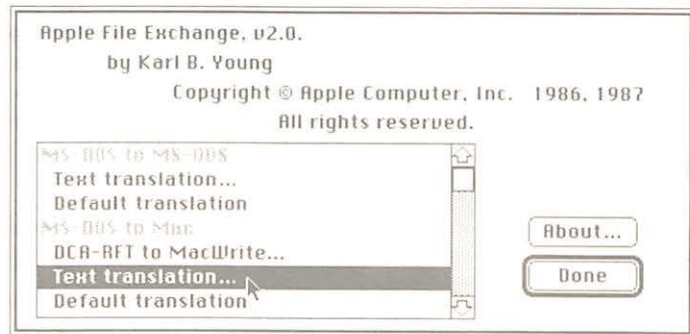 Apple File Exchange, v2.0.
by Karl B. Young
Copyright © Apple Computer, Inc. 1986, 1987
All rights reserved.
MS-DOS to MS-DOS
Text translation...
Default translation
MS-DOS to Mac
DCA-RFT to MacWrite...
Text translation...
Default translation
About...
Done